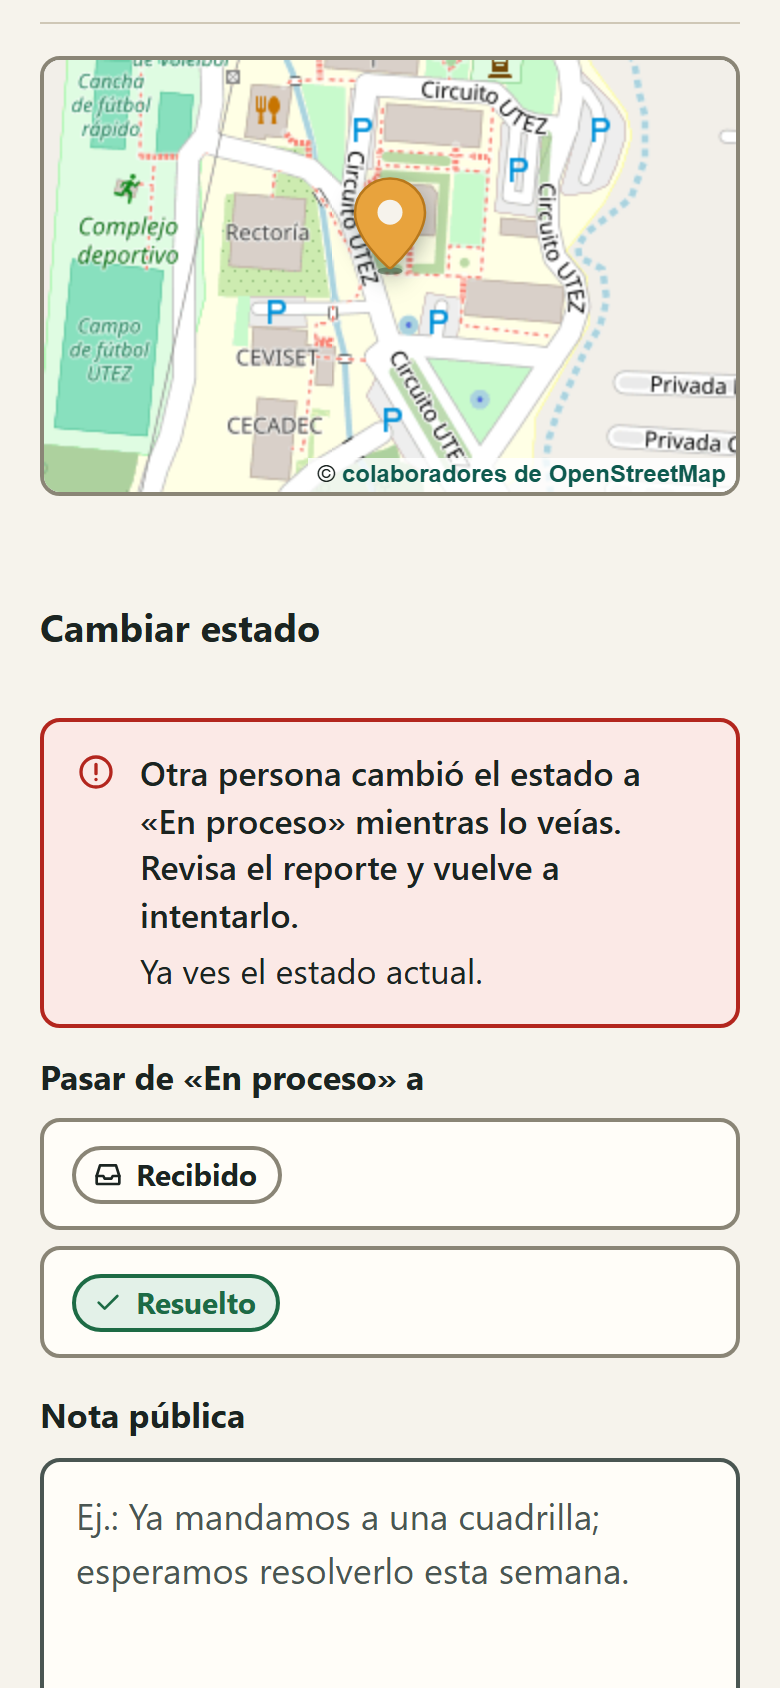 de Voleibol
Cancha
de fútbol
rápido
Circuito UTEZ
P
P
P
Circuito UTEZ
Circuito UTEZ
Complejo
deportivo
Rectoría
P
P
Campo
de fútbol
UTEZ
CEVISET
Circuito UTE
Privada
CECADEC
P
Privada
© colaboradores de OpenStreetMap
Cambiar estado
Otra persona cambió el estado a
«En proceso» mientras lo veías.
Revisa el reporte y vuelve a
intentarlo.
Ya ves el estado actual.
Pasar de «En proceso» a
Recibido
Resuelto
Nota pública
Ej.: Ya mandamos a una cuadrilla;
esperamos resolverlo esta semana.